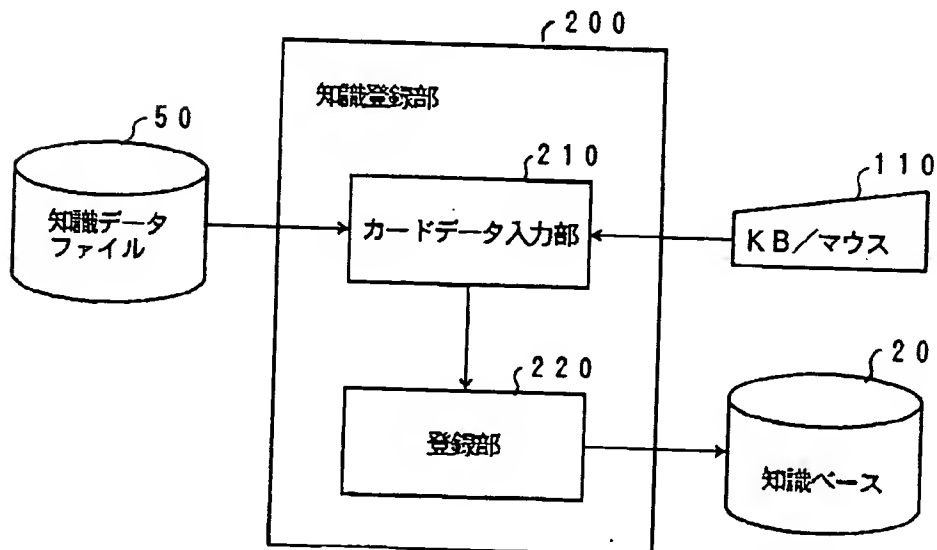 200
知識登録部
50
知識データ
ファイル
210
カードデータ入力部
110
KB/マウス
220
登録部
20
知識ベース